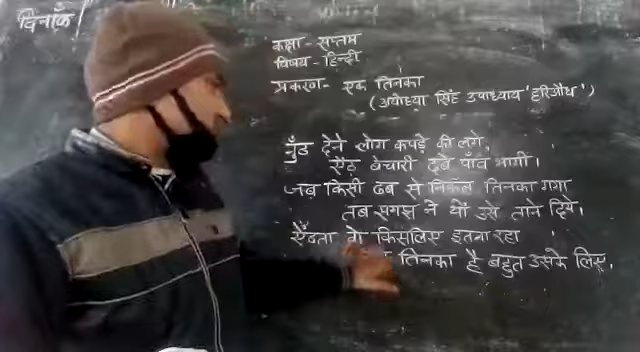 दिनाँक
कक्षा - सप्तम
विषय - हिन्दी
प्रकरण - एक तिनका
(अयोध्या सिंह उपाध्याय 'हरिऔध')
मूँठ देने लोग कपड़े की लगे,
ऐंठ बेचारी दबे पाँव भागी।
जब किसी ढब से निकल तिनका गया
तब समझ ने यों उसे ताने दिये।
ऐंठता किसलिए इतना रहा
तिनका है बहुत उसके लिए,